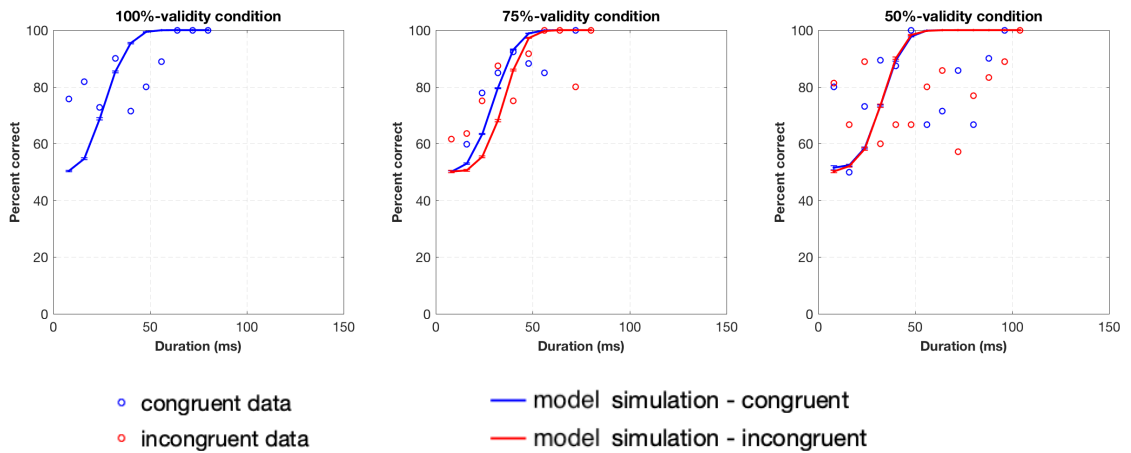 100%-validity condition
Percent correct
100
80
60
40
20
0
0 50 100 150
Duration (ms)
75%-validity condition
Percent correct
100
80
60
40
20
0
0 50 100 150
Duration (ms)
50%-validity condition
Percent correct
100
80
60
40
20
0
0 50 100 150
Duration (ms)
congruent data
incongruent data
model simulation - congruent
model simulation - incongruent